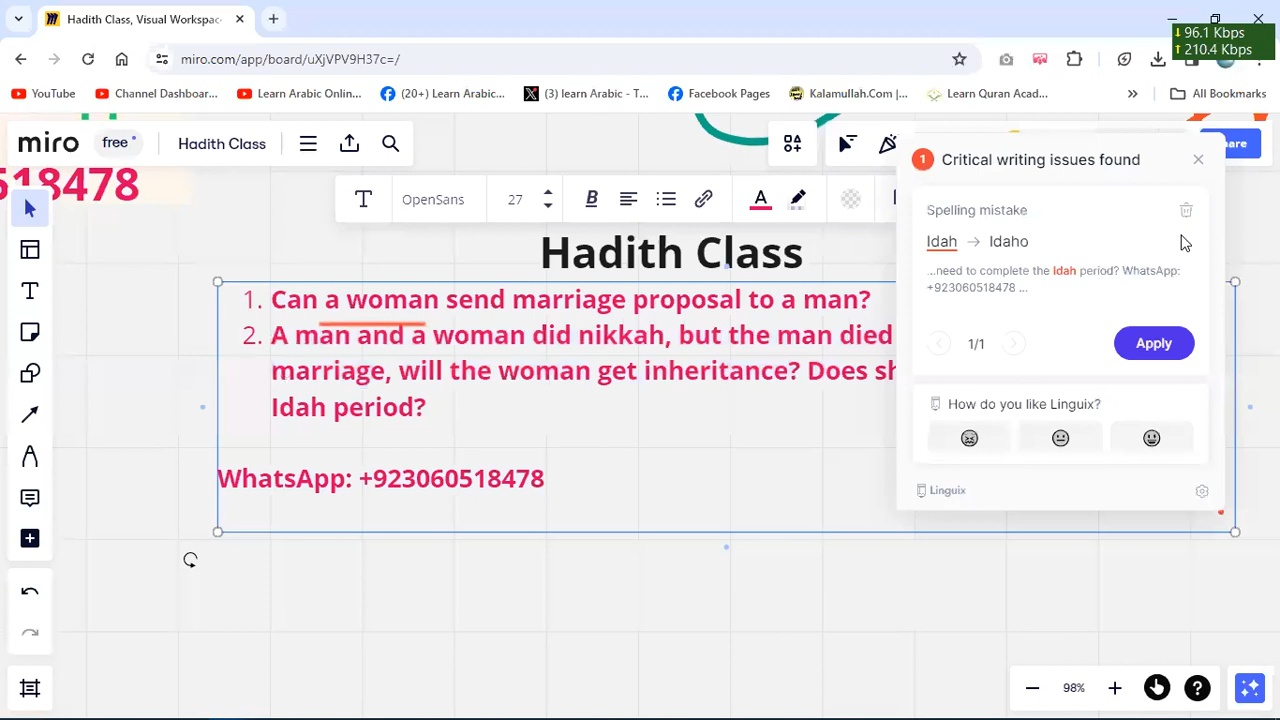 Hadith Class, Visual Workspac
↓ 96.1 Kbps
↑ 210.4 Kbps
miro.com/app/board/uXjVPV9H37c=/
YouTube
Channel Dashboar...
Learn Arabic Onlin...
(20+) Learn Arabic...
(3) learn Arabic - T...
Facebook Pages
Kalamullah.Com |...
Learn Quran Acad...
All Bookmarks
miro free Hadith Class
hare
518478
OpenSans 27
Critical writing issues found
1
Spelling mistake
Idah → Idaho
...need to complete the Idah period? WhatsApp:
+923060518478 ...
1/1
Apply
How do you like Linguix?
Linguix
Hadith Class
1. Can a woman send marriage proposal to a man?
2. A man and a woman did nikkah, but the man died
marriage, will the woman get inheritance? Does sh
Idah period?
WhatsApp: +923060518478
98%